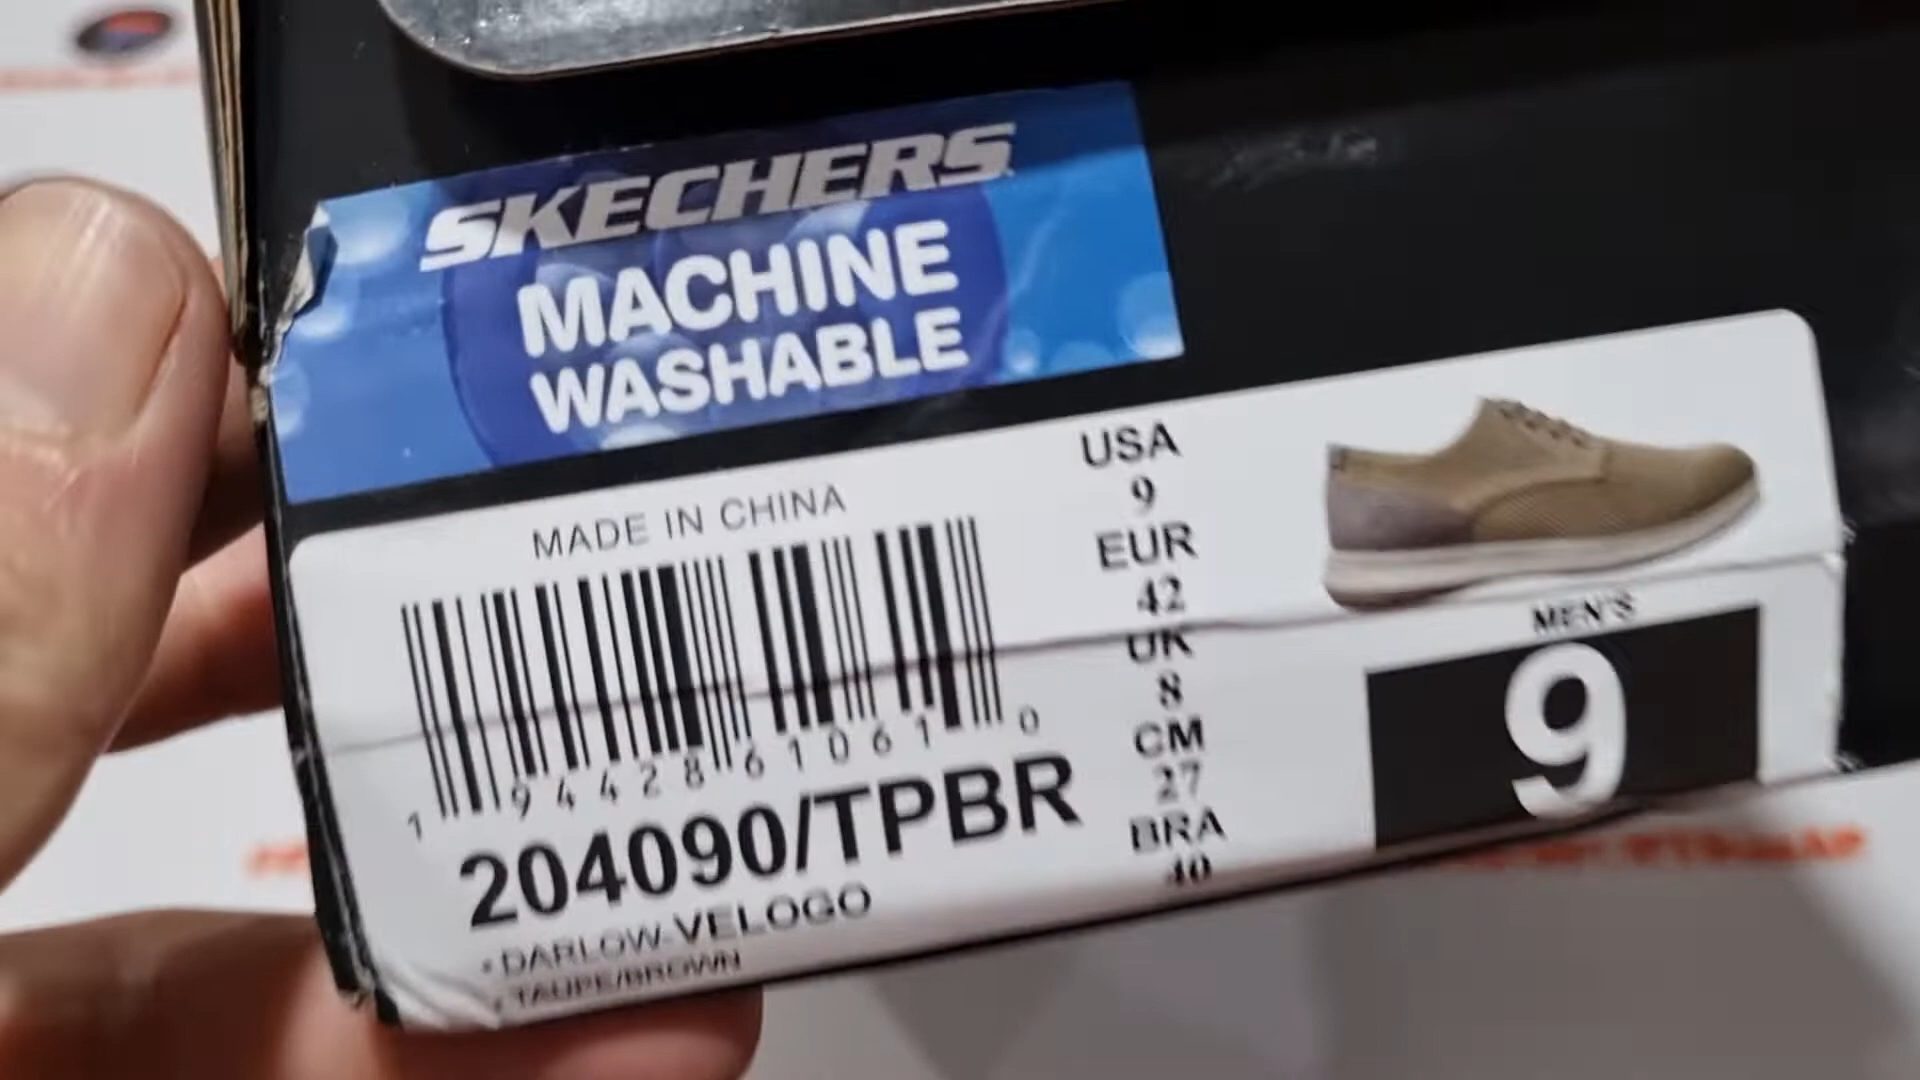 SKECHERS
MACHINE
WASHABLE
MADE IN CHINA
1 94428 61061 0
204090/TPBR
• DARLOW-VELOGO
• TAUPE/BROWN
USA
9
EUR
42
UK
8
CM
27
BRA
40
MEN'S
9